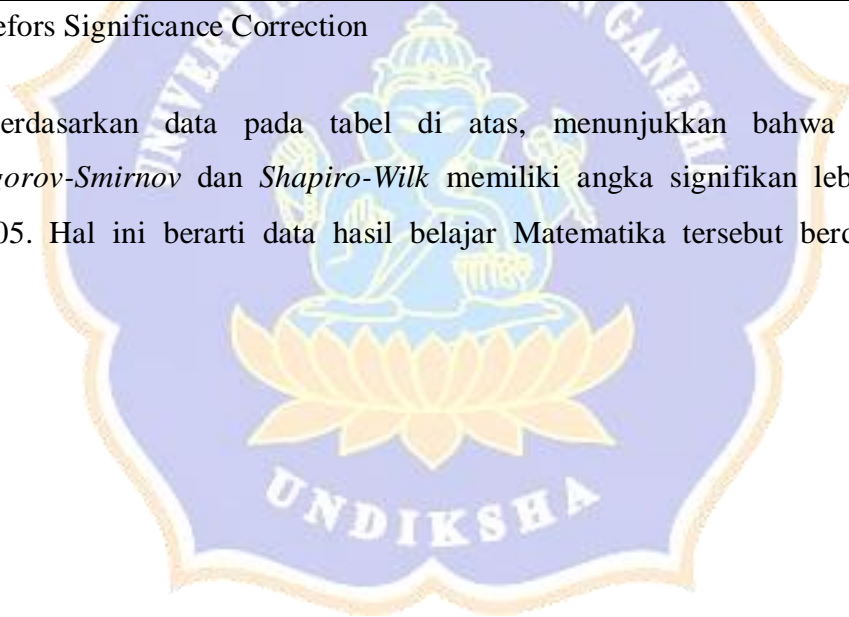 efors Significance Correction
erdasarkan data pada tabel di atas, menunjukkan bahwa
gorov-Smirnov dan Shapiro-Wilk memiliki angka signifikan leb
05. Hal ini berarti data hasil belajar Matematika tersebut berd
UNDIKSHA